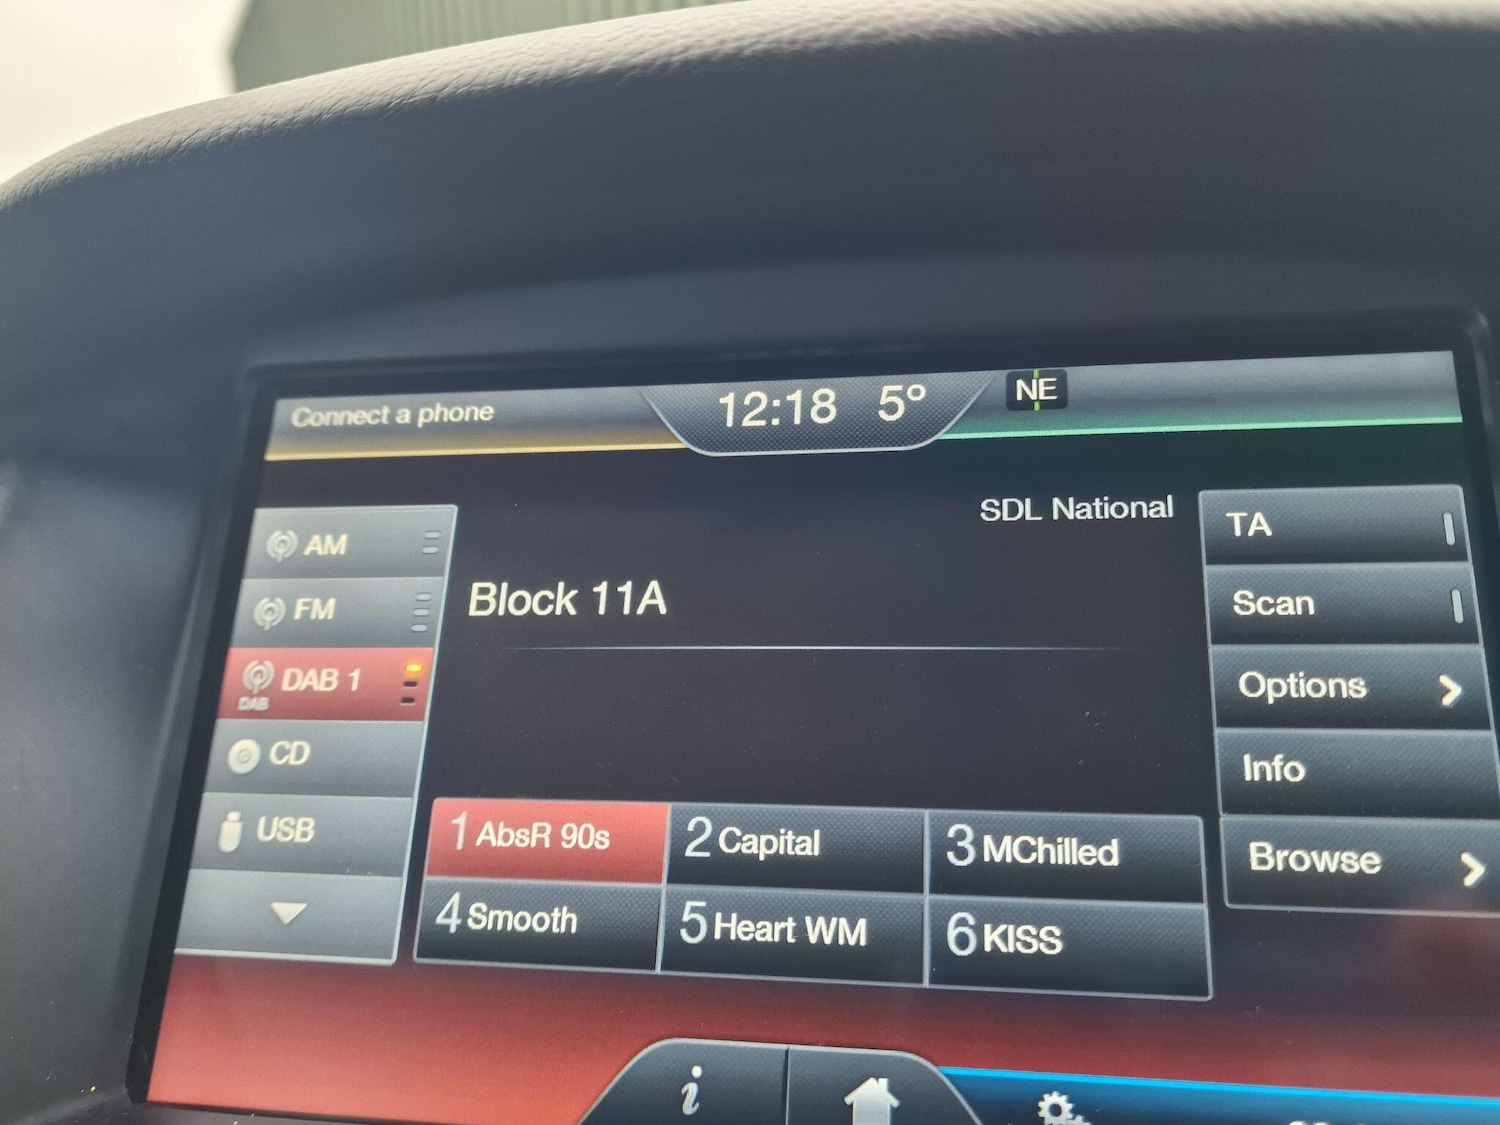 Connect a phone
12:18 5°
NE
SDL National
Block 11A
AM
FM
DAB 1
DAB
CD
USB
TA
Scan
Options
Info
Browse
1 AbsR 90s
2 Capital
3 MChilled
4 Smooth
5 Heart WM
6 KISS
i